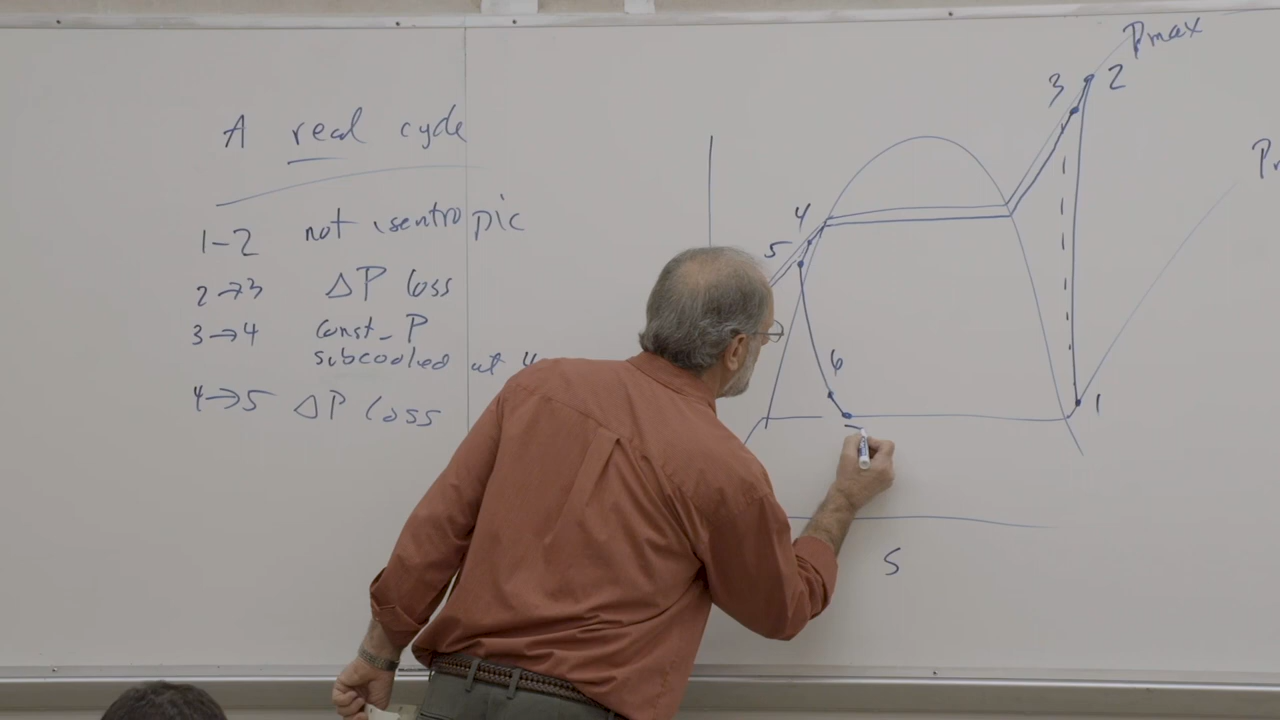 A real cycle
1-2 not isentropic
2→3 ΔP loss
3→4 const. P
subcooled at 4
4→5 ΔP loss
Pmax
3 2
4
5
6
1
S